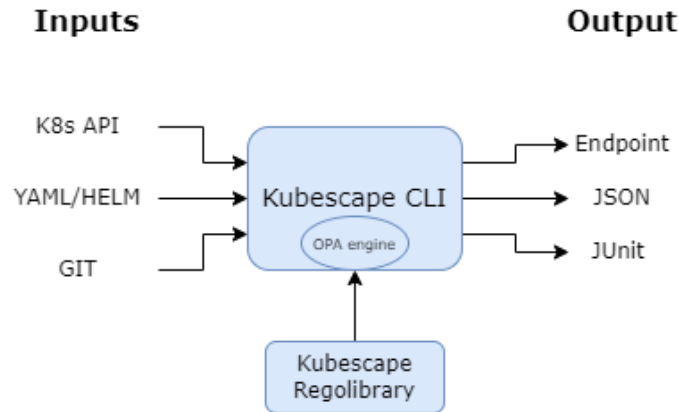 Inputs
Output
K8s API
Endpoint
YAML/HELM
Kubescape CLI
JSON
OPA engine
GIT
JUnit
Kubescape
Regolibrary